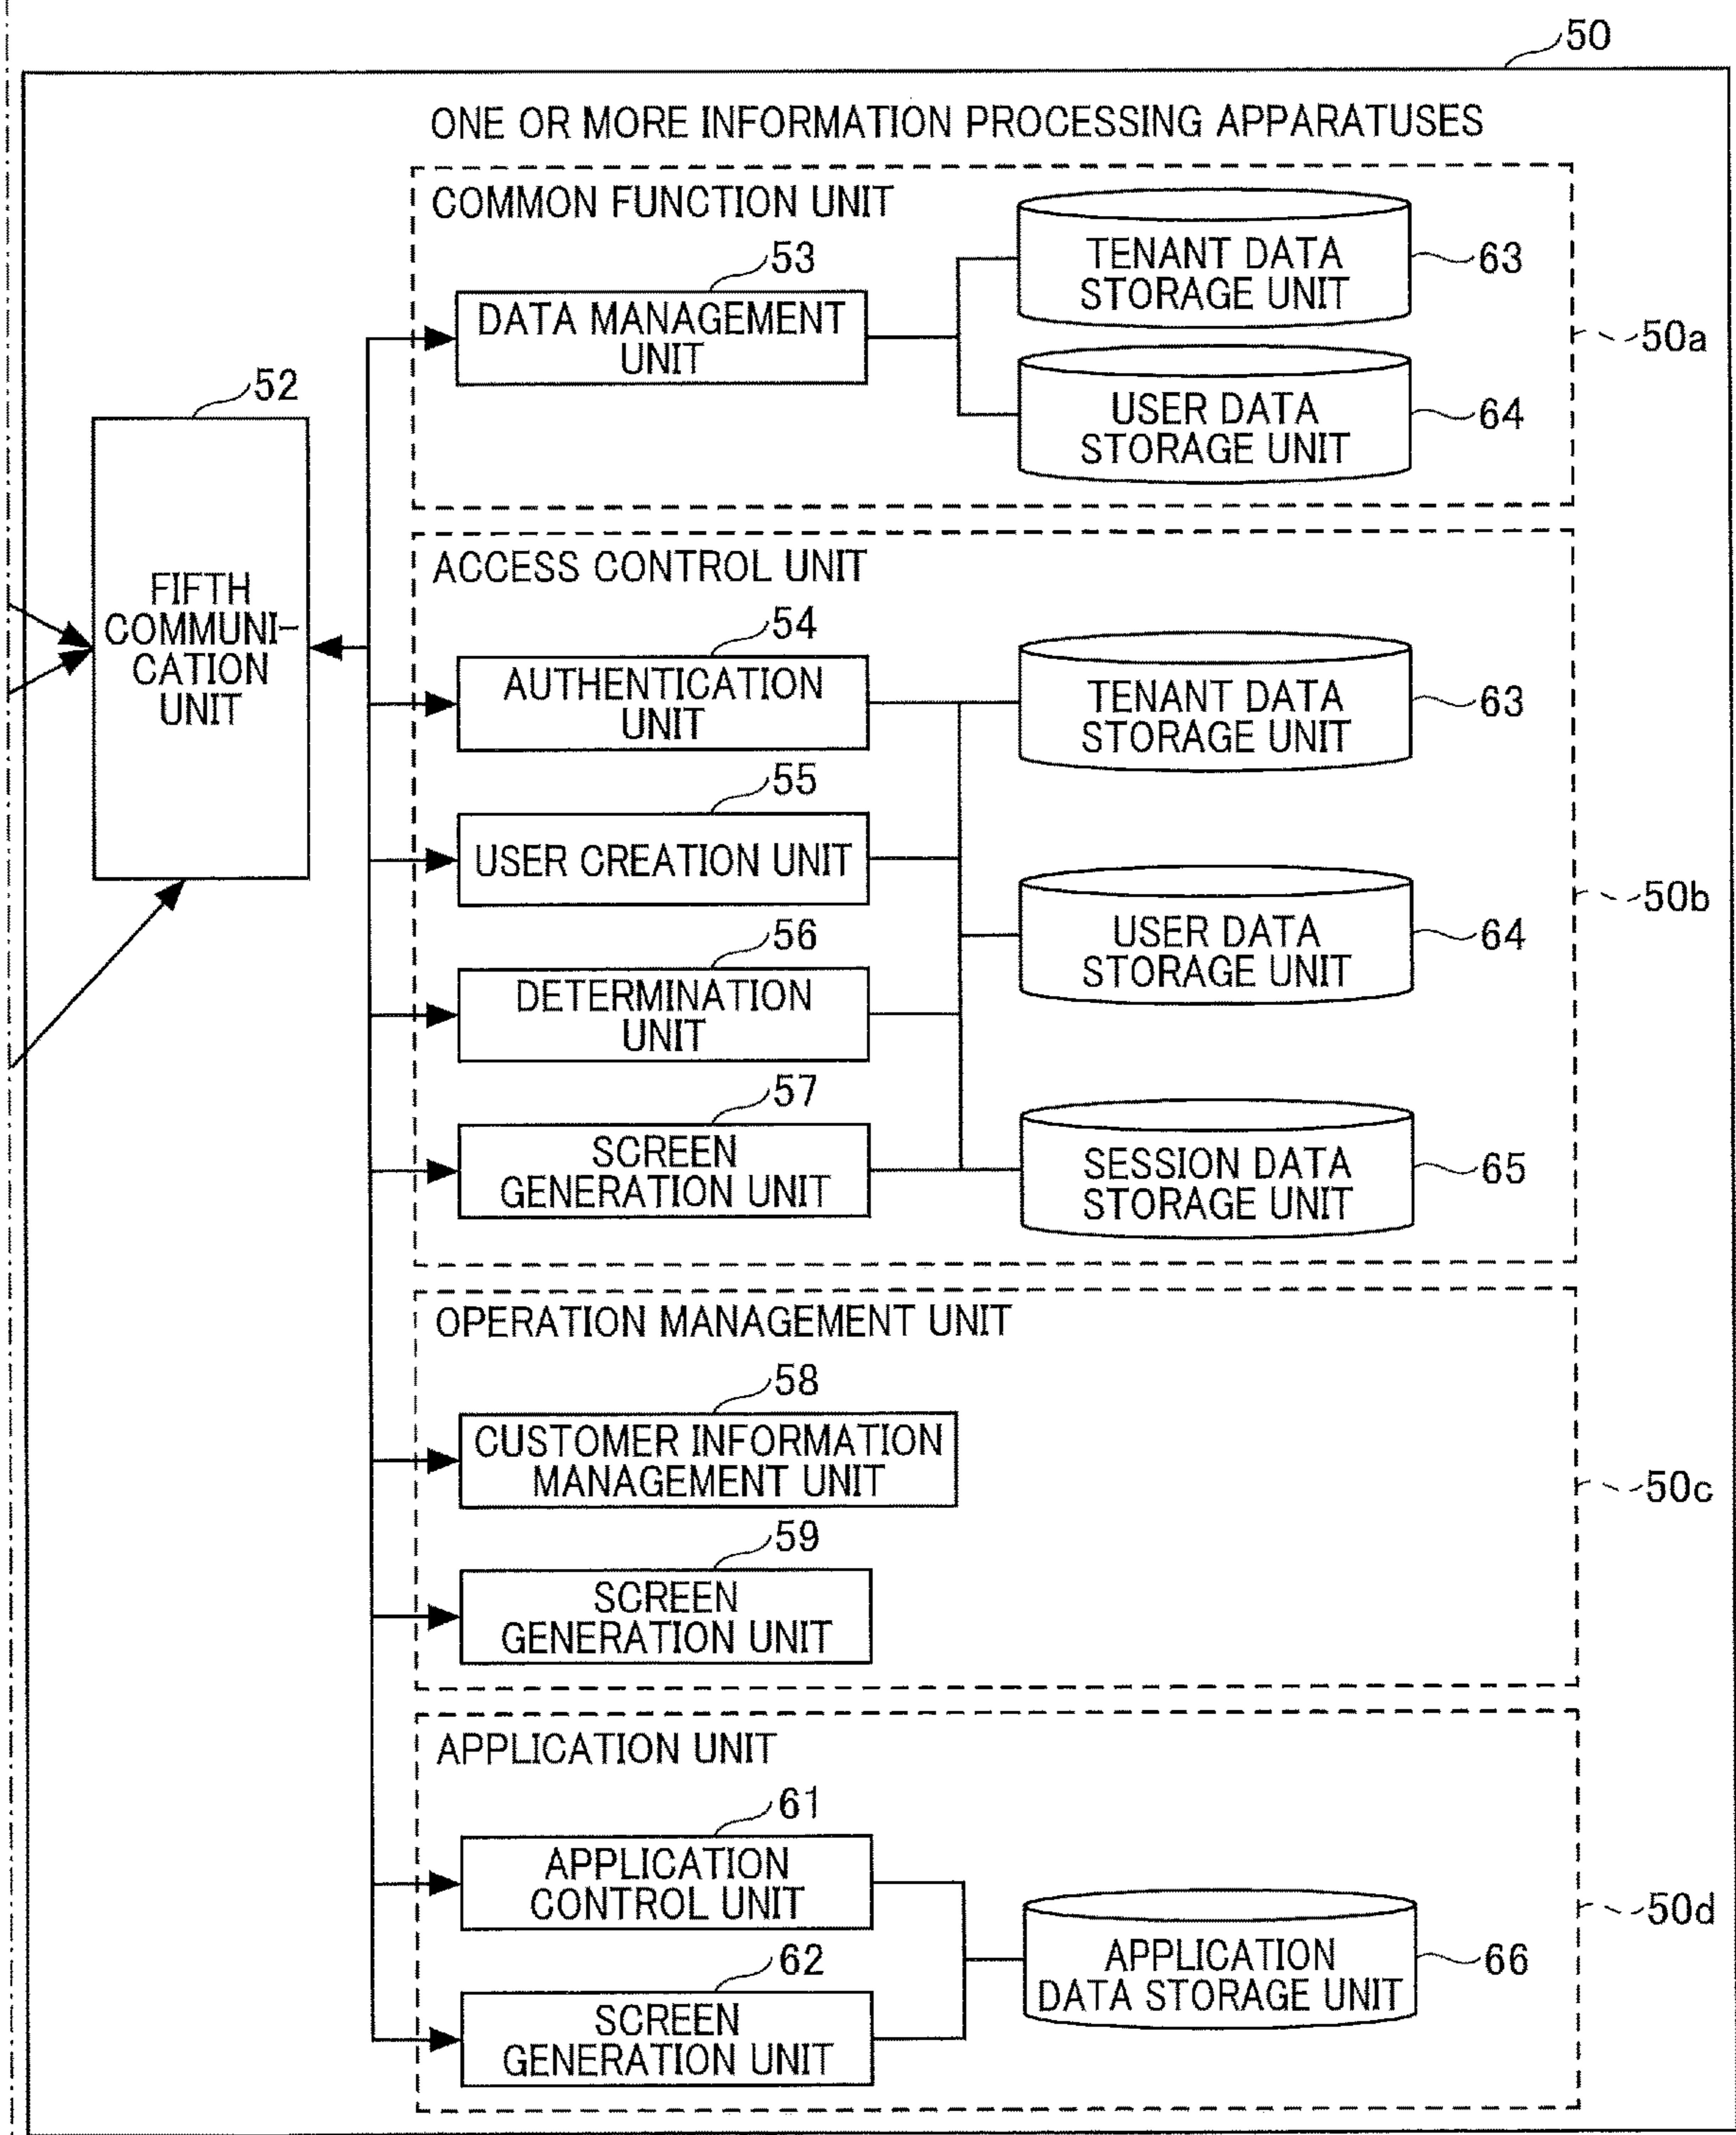 50
ONE OR MORE INFORMATION PROCESSING APPARATUSES
COMMON FUNCTION UNIT
53
DATA MANAGEMENT
UNIT
TENANT DATA
STORAGE UNIT
63
50a
USER DATA
STORAGE UNIT
64
52
FIFTH
COMMUNI-
CATION
UNIT
ACCESS CONTROL UNIT
54
AUTHENTICATION
UNIT
TENANT DATA
STORAGE UNIT
63
55
USER CREATION UNIT
50b
USER DATA
STORAGE UNIT
64
56
DETERMINATION
UNIT
57
SCREEN
GENERATION UNIT
SESSION DATA
STORAGE UNIT
65
OPERATION MANAGEMENT UNIT
58
CUSTOMER INFORMATION
MANAGEMENT UNIT
50c
59
SCREEN
GENERATION UNIT
APPLICATION UNIT
61
APPLICATION
CONTROL UNIT
50d
APPLICATION
DATA STORAGE UNIT
66
62
SCREEN
GENERATION UNIT